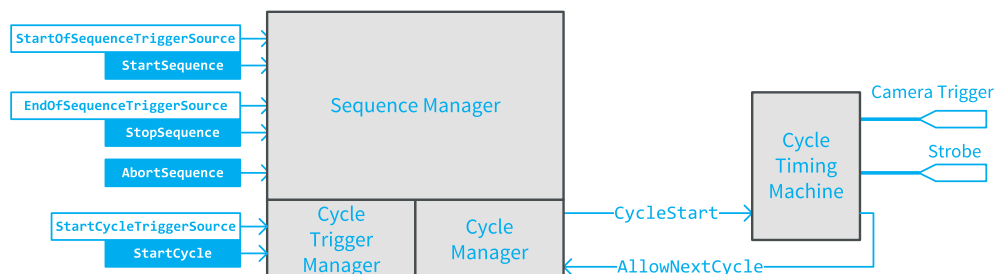 StartOfSequenceTriggerSource
StartSequence
EndOfSequenceTriggerSource
StopSequence
AbortSequence
StartCycleTriggerSource
StartCycle
Sequence Manager
Cycle
Trigger
Manager
Cycle
Manager
CycleStart
AllowNextCycle
Cycle
Timing
Machine
Camera Trigger
Strobe